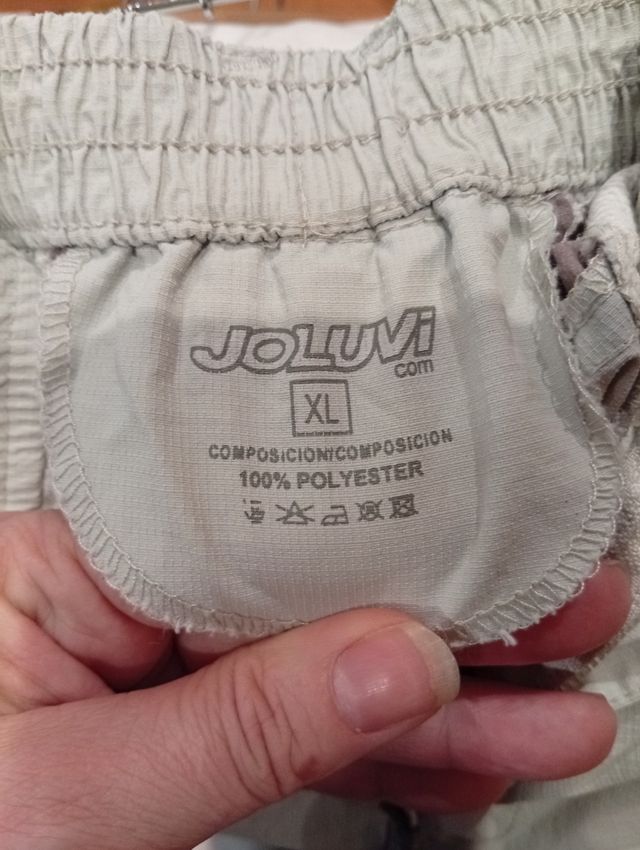 JOLUVi
com
XL
COMPOSICION/COMPOSICION
100% POLYESTER